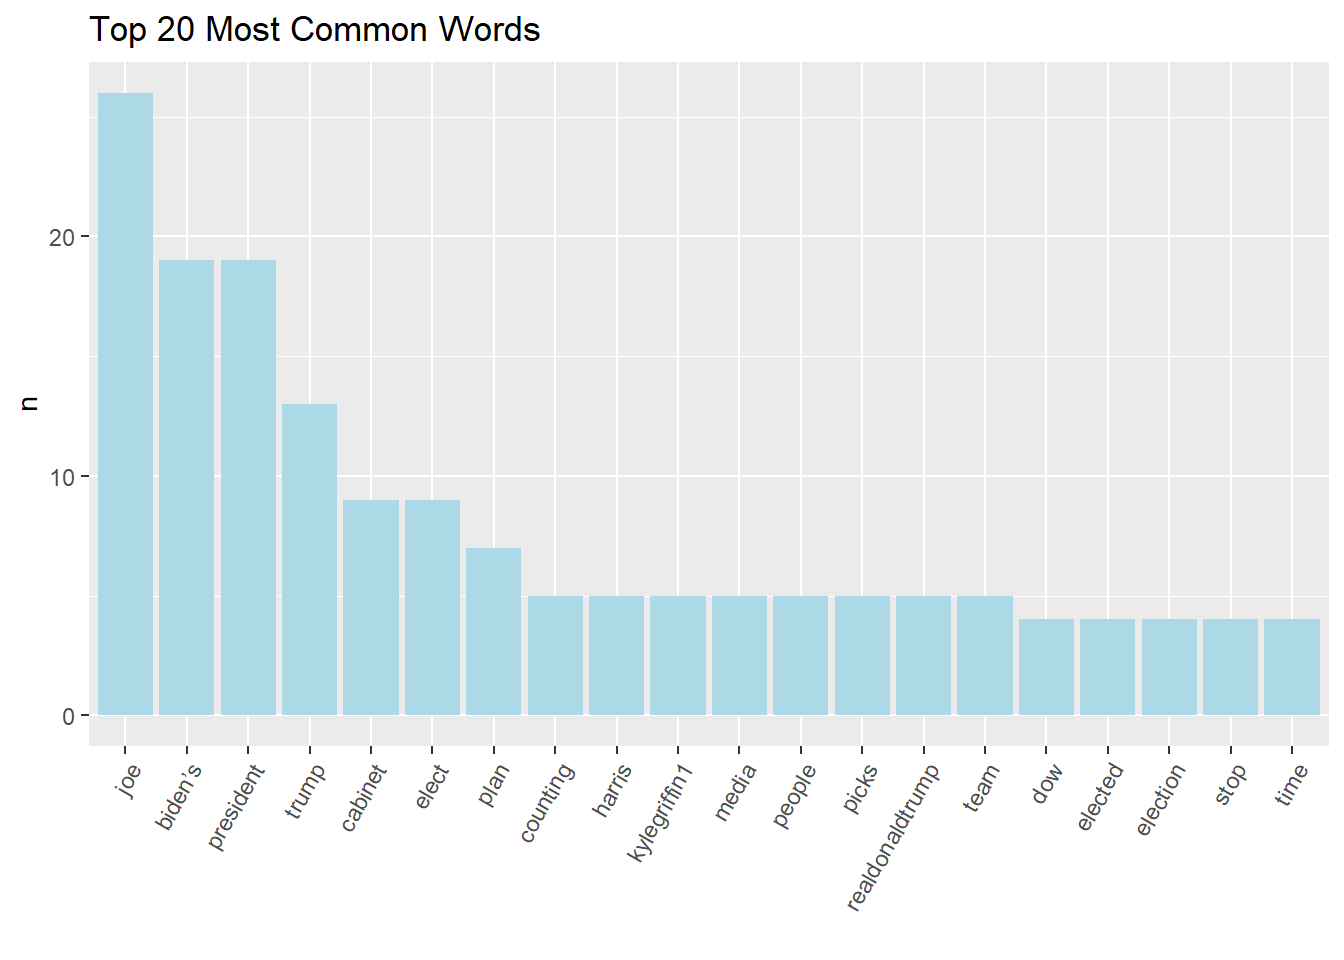 Top 20 Most Common Words
n
20
10
0
joe
biden’s
president
trump
cabinet
elect
plan
counting
harris
kylegriffin1
media
people
picks
realdonaldtrump
team
dow
elected
election
stop
time